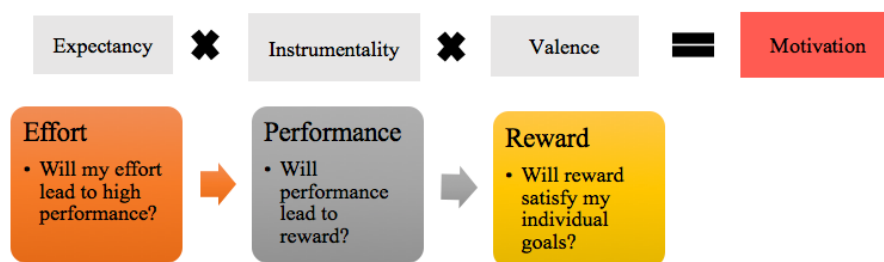 Expectancy ✖ Instrumentality ✖ Valence = Motivation
Effort
• Will my effort
lead to high
performance?
Performance
• Will
performance
lead to
reward?
Reward
• Will reward
satisfy my
individual
goals?